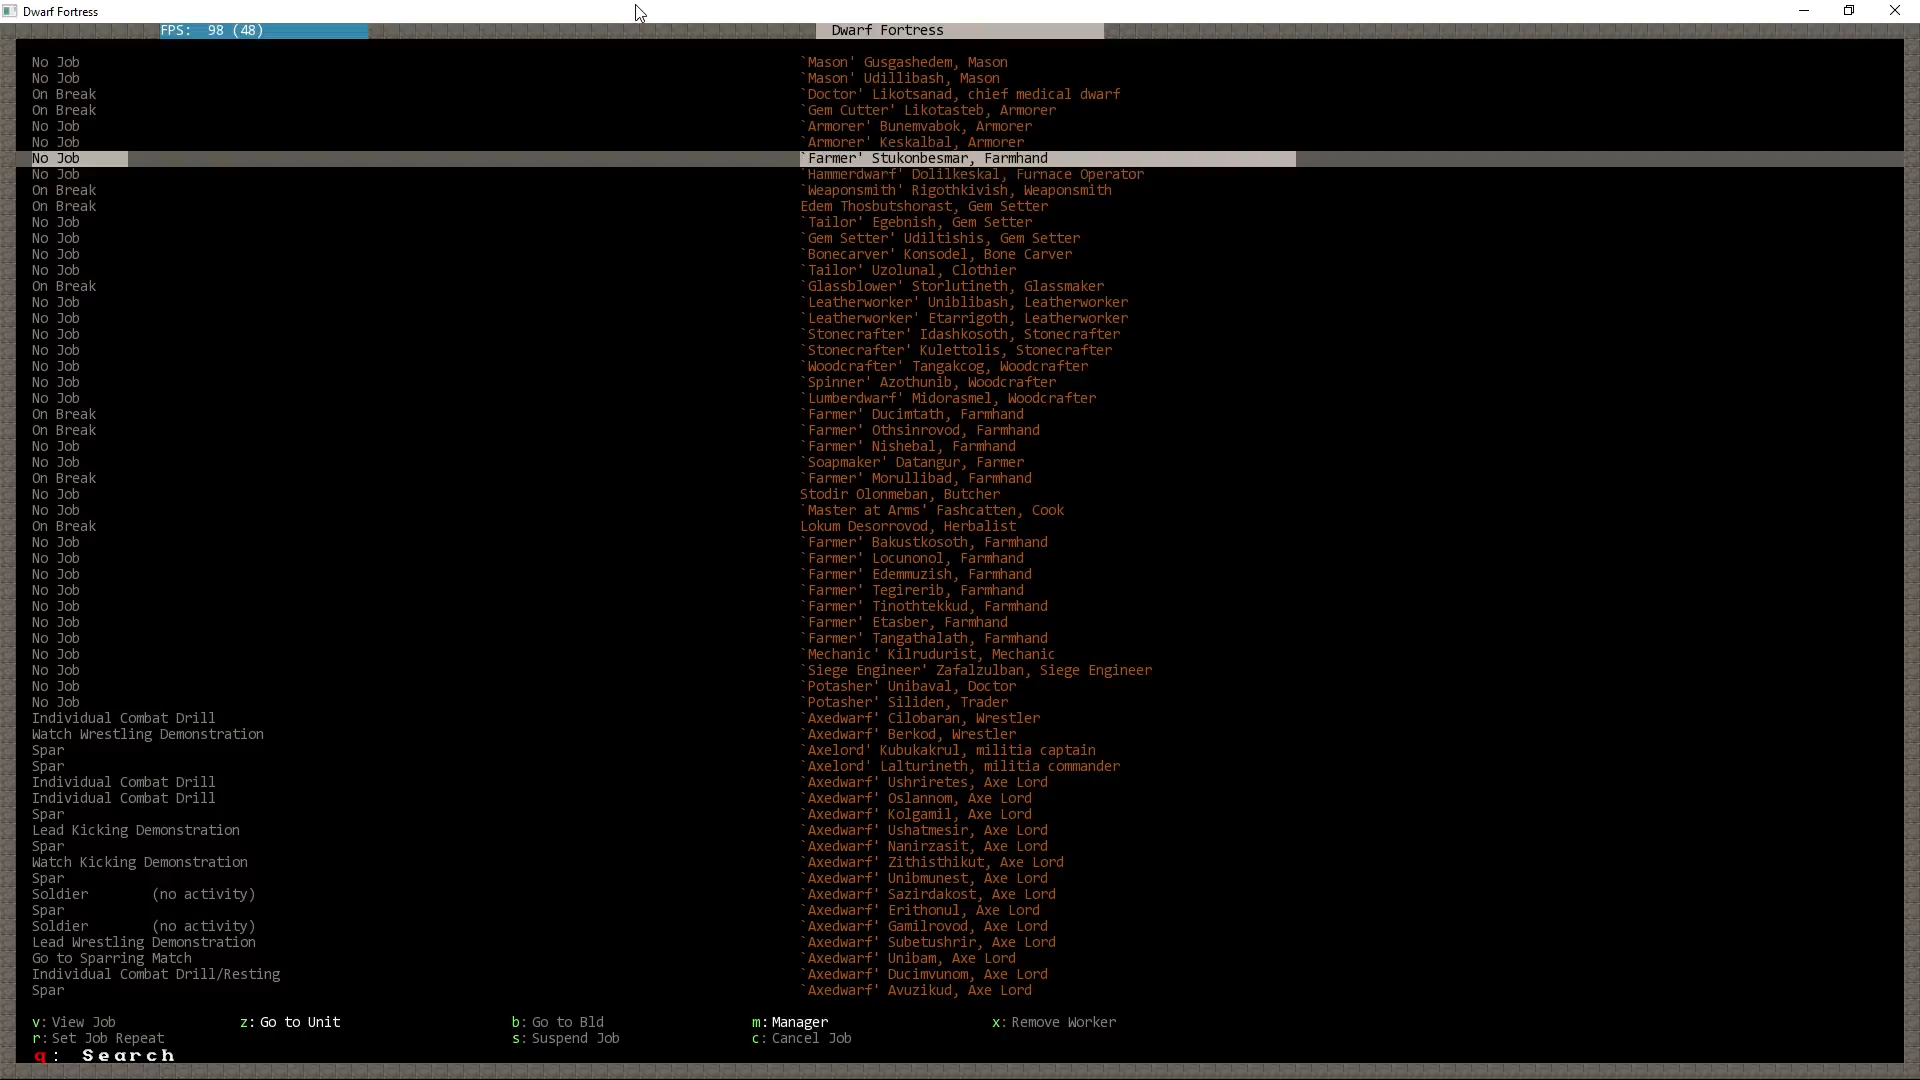 Dwarf Fortress
FPS: 98 (48) Dwarf Fortress
No Job `Mason' Gusgashedem, Mason
No Job `Mason' Udillibash, Mason
On Break `Doctor' Likotsanad, chief medical dwarf
On Break `Gem Cutter' Likotasteb, Armorer
No Job `Armorer' Bunemvabok, Armorer
No Job `Armorer' Keskalbal, Armorer
No Job `Farmer' Stukonbesmar, Farmhand
No Job `Hammerdwarf' Dolilkeskal, Furnace Operator
On Break `Weaponsmith' Rigothkivish, Weaponsmith
On Break Edem Thosbutshorast, Gem Setter
No Job `Tailor' Egebnish, Gem Setter
No Job `Gem Setter' Udiltishis, Gem Setter
No Job `Bonecarver' Konsodel, Bone Carver
No Job `Tailor' Uzolunal, Clothier
On Break `Glassblower' Storlutineth, Glassmaker
No Job `Leatherworker' Uniblibash, Leatherworker
No Job `Leatherworker' Etarrigoth, Leatherworker
No Job `Stonecrafter' Idashkosoth, Stonecrafter
No Job `Stonecrafter' Kulettolis, Stonecrafter
No Job `Woodcrafter' Tangakcog, Woodcrafter
No Job `Spinner' Azothunib, Woodcrafter
No Job `Lumberdwarf' Midorasmel, Woodcrafter
On Break `Farmer' Ducimtath, Farmhand
On Break `Farmer' Othsinrovod, Farmhand
No Job `Farmer' Nishebal, Farmhand
No Job `Soapmaker' Datangur, Farmer
On Break `Farmer' Morullibad, Farmhand
No Job Stodir Olonmeban, Butcher
No Job `Master at Arms' Fashcatten, Cook
On Break Lokum Desorrovod, Herbalist
No Job `Farmer' Bakustkosoth, Farmhand
No Job `Farmer' Locunonol, Farmhand
No Job `Farmer' Edemmuzish, Farmhand
No Job `Farmer' Tegirerib, Farmhand
No Job `Farmer' Tinothtekkud, Farmhand
No Job `Farmer' Etasber, Farmhand
No Job `Farmer' Tangathalath, Farmhand
No Job `Mechanic' Kilrudurist, Mechanic
No Job `Siege Engineer' Zafalzulban, Siege Engineer
No Job `Potasher' Unibaval, Doctor
No Job `Potasher' Siliden, Trader
Individual Combat Drill `Axedwarf' Cilobaran, Wrestler
Watch Wrestling Demonstration `Axedwarf' Berkod, Wrestler
Spar `Axelord' Kubukakrul, militia captain
Spar `Axelord' Lalturineth, militia commander
Individual Combat Drill `Axedwarf' Ushriretes, Axe Lord
Individual Combat Drill `Axedwarf' Oslannom, Axe Lord
Spar `Axedwarf' Kolgamil, Axe Lord
Lead Kicking Demonstration `Axedwarf' Ushatmesir, Axe Lord
Spar `Axedwarf' Nanirzasit, Axe Lord
Watch Kicking Demonstration `Axedwarf' Zithisthikut, Axe Lord
Spar `Axedwarf' Unibmunest, Axe Lord
Soldier (no activity) `Axedwarf' Sazirdakost, Axe Lord
Spar `Axedwarf' Erithonul, Axe Lord
Soldier (no activity) `Axedwarf' Gamilrovod, Axe Lord
Lead Wrestling Demonstration `Axedwarf' Subetushrir, Axe Lord
Go to Sparring Match `Axedwarf' Unibam, Axe Lord
Individual Combat Drill/Resting `Axedwarf' Ducimvunom, Axe Lord
Spar `Axedwarf' Avuzikud, Axe Lord
v: View Job z: Go to Unit b: Go to Bld m: Manager x: Remove Worker
r: Set Job Repeat s: Suspend Job c: Cancel Job
q: Search